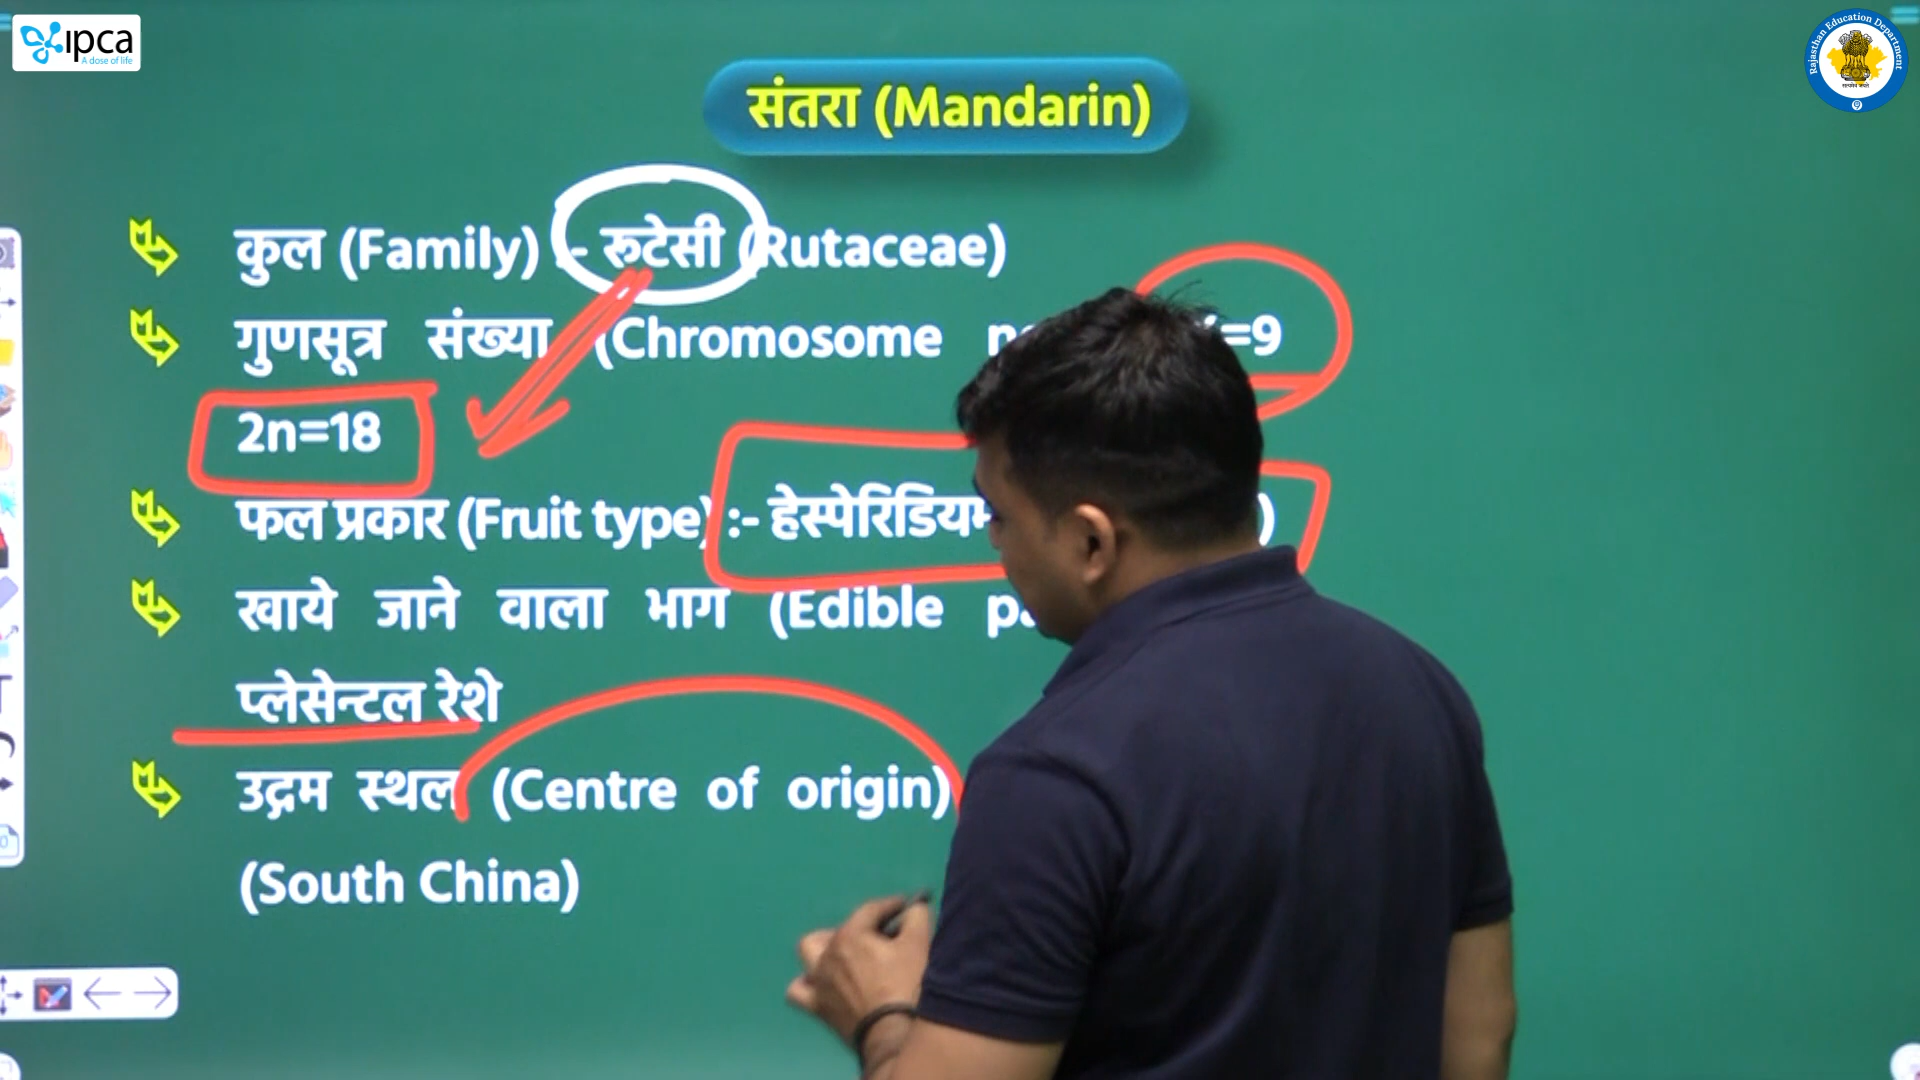 ipca
A dose of life
Rajasthan Education Department
संतरा (Mandarin)
कुल (Family) :- रूटेसी (Rutaceae)
गुणसूत्र संख्या (Chromosome =9
2n=18
फल प्रकार (Fruit type) :- हेस्पेरिडियम )
खाये जाने वाला भाग (Edible
प्लेसेन्टल रेशे
उद्गम स्थल (Centre of origin)
(South China)